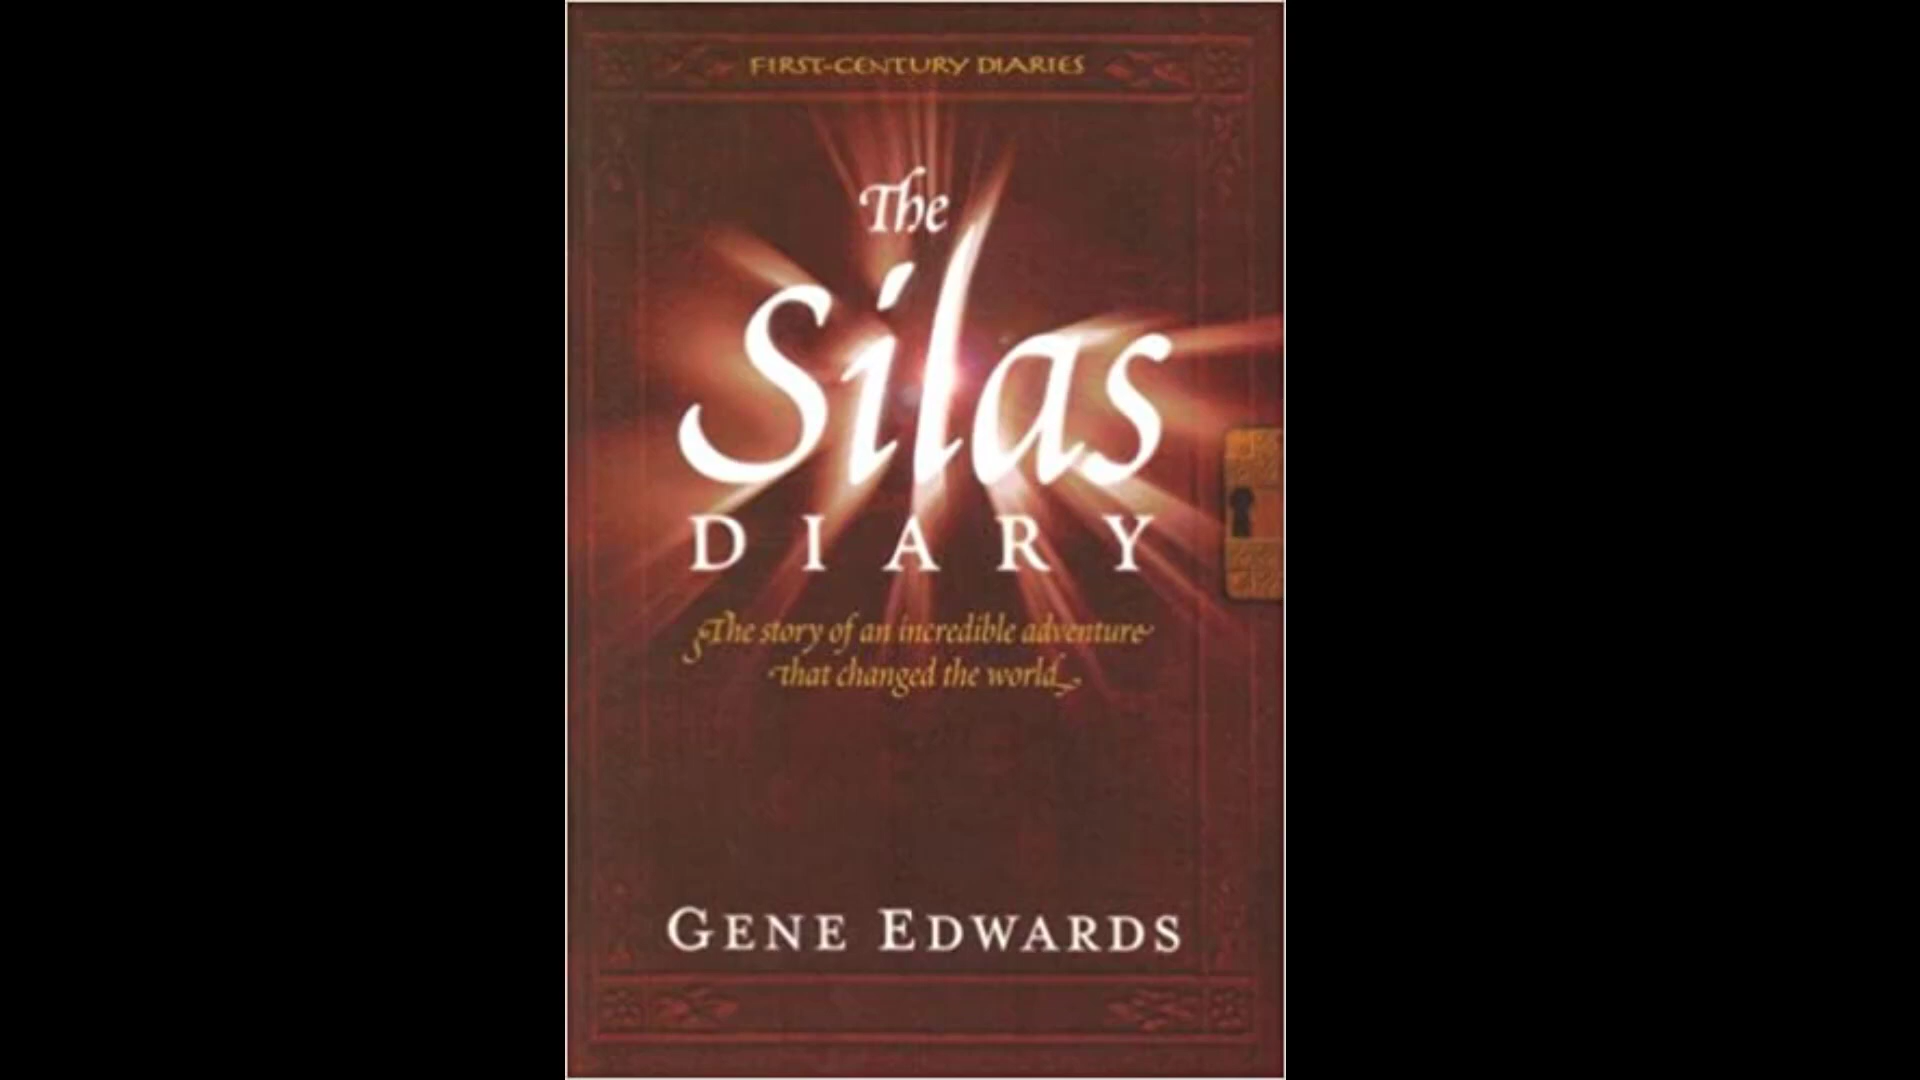 FIRST-CENTURY DIARIES
The
Silas
DIARY
The story of an incredible adventure
that changed the world
GENE EDWARDS